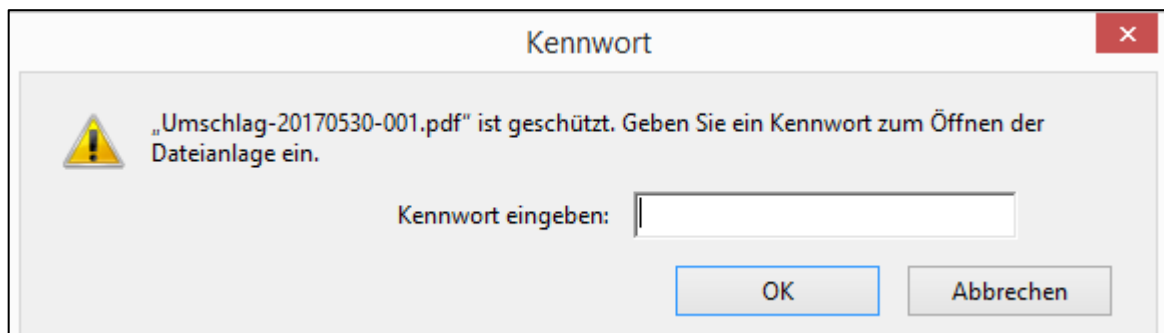 Kennwort
„Umschlag-20170530-001.pdf“ ist geschützt. Geben Sie ein Kennwort zum Öffnen der
Dateianlage ein.
Kennwort eingeben:
OK Abbrechen